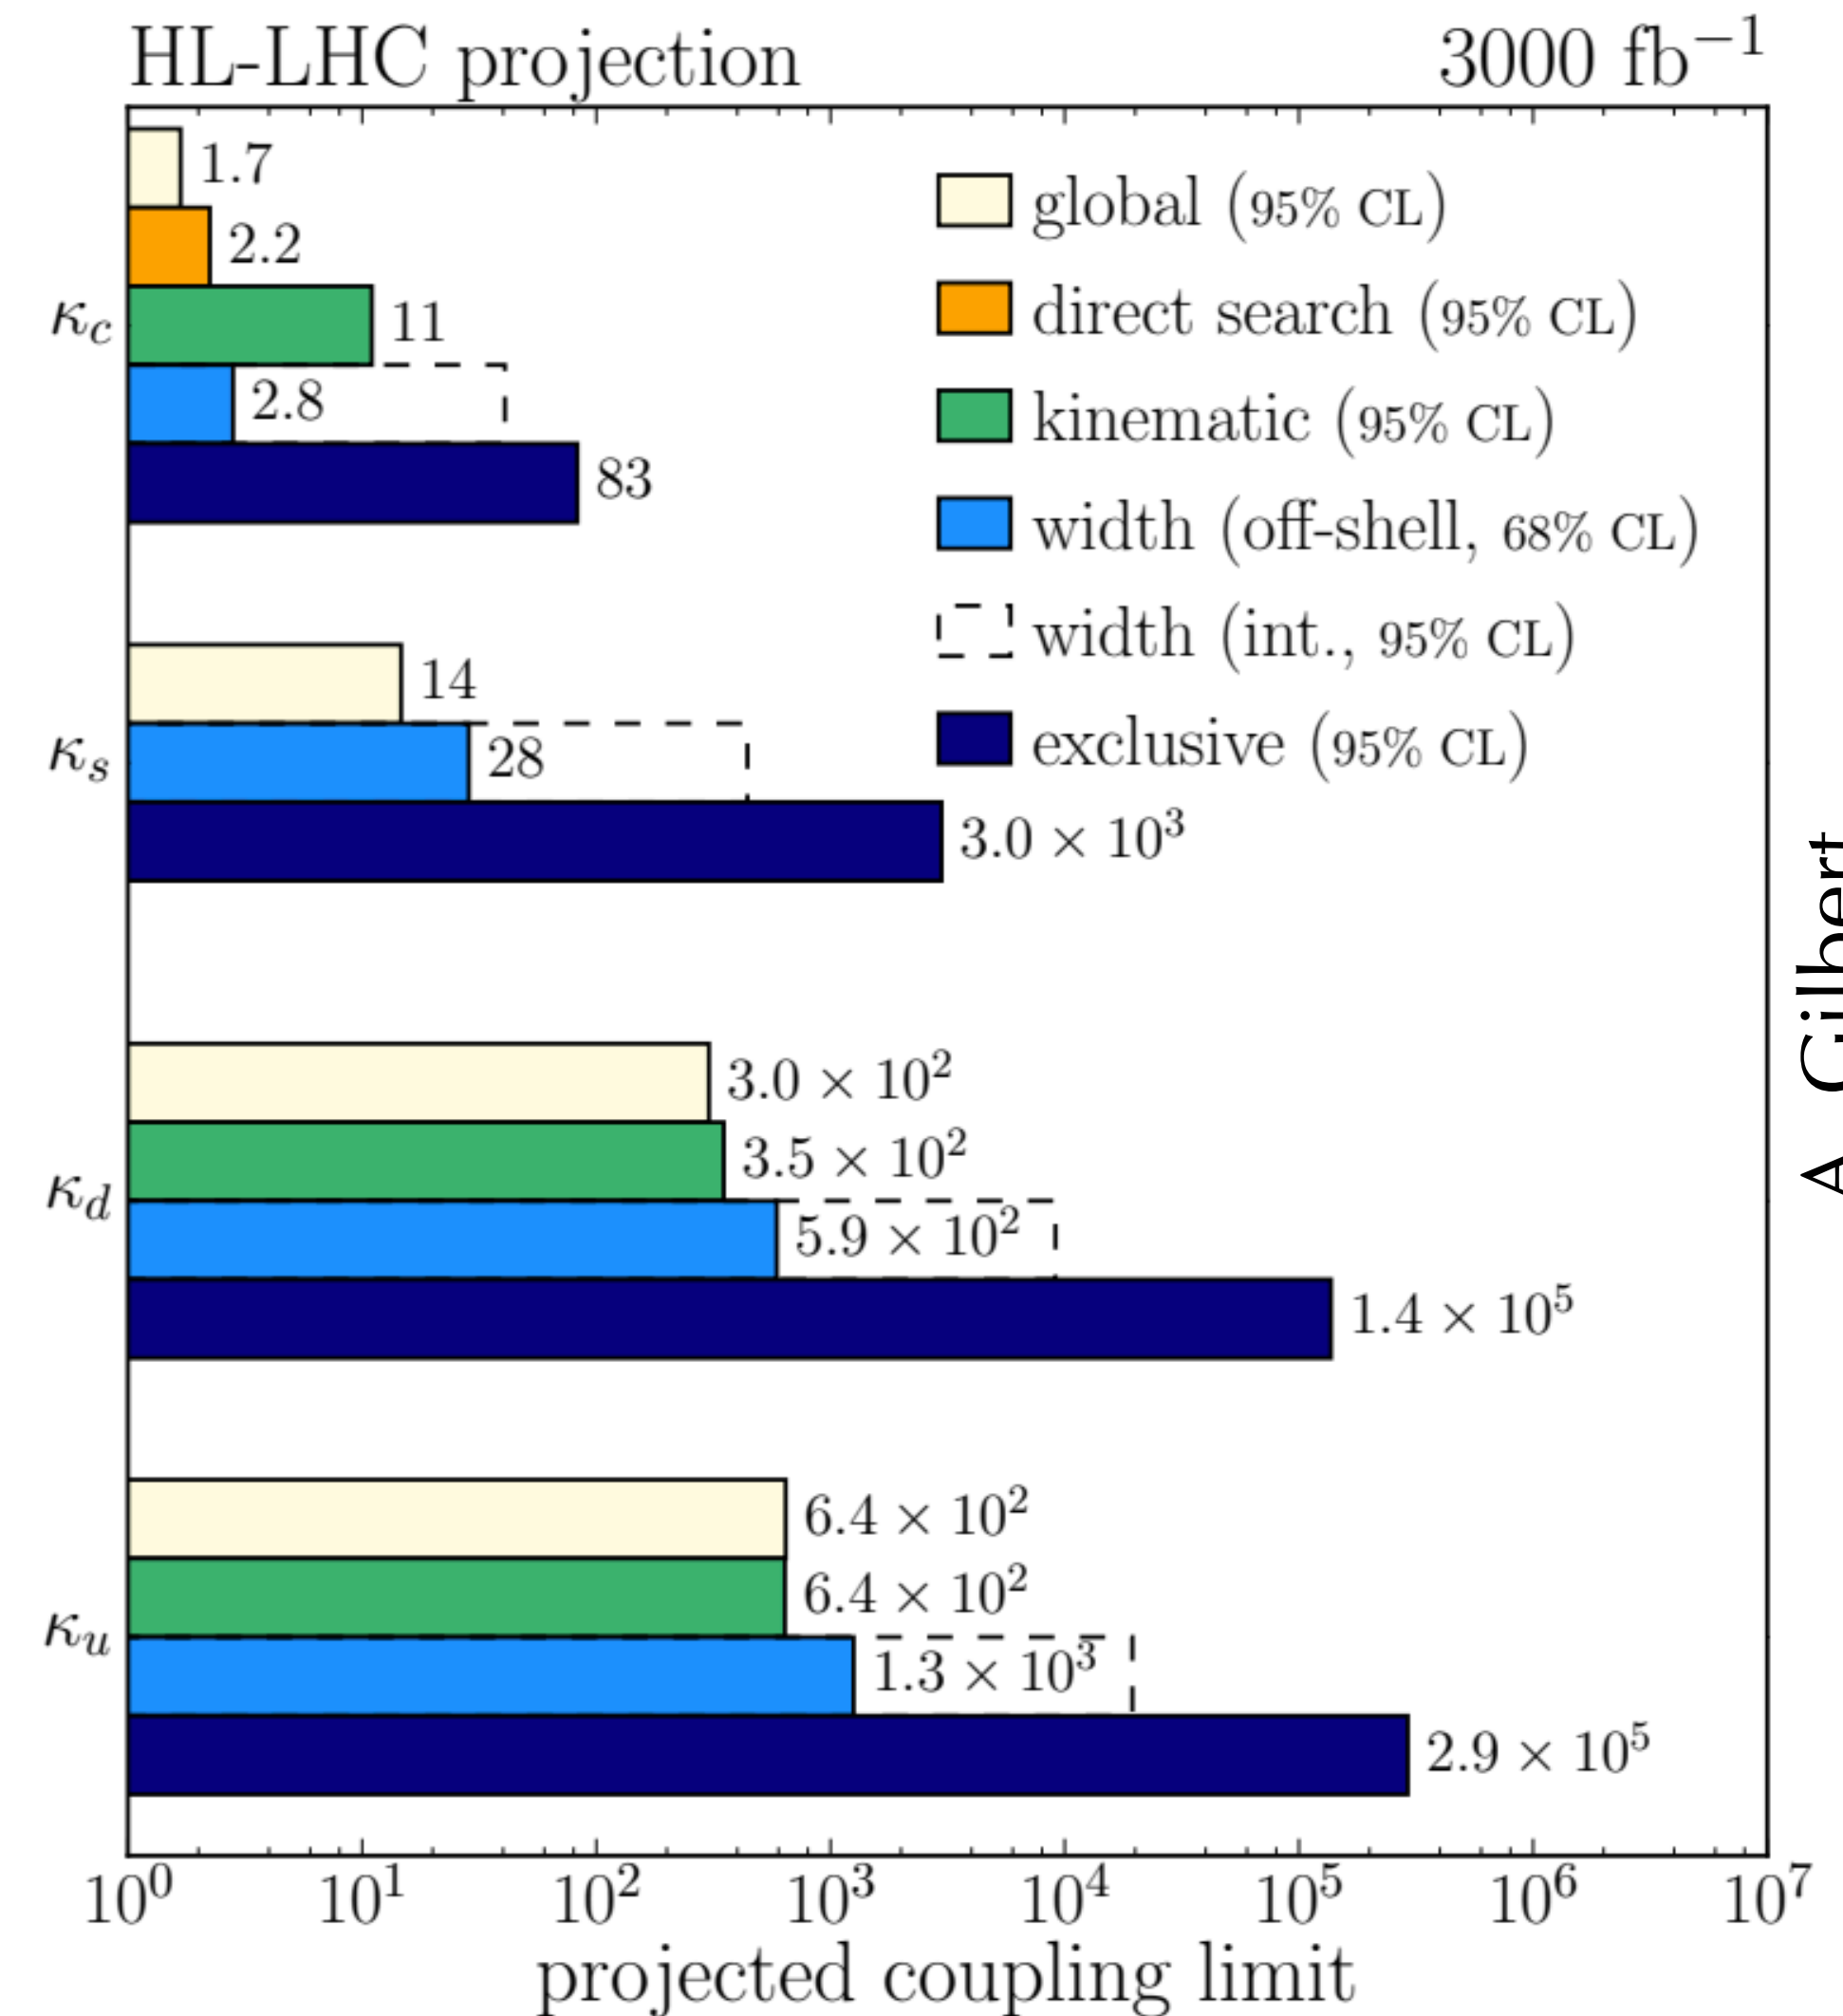 HL-LHC projection 3000 fb⁻¹
1.7
2.2
κc 11
2.8
83
global (95% CL)
direct search (95% CL)
kinematic (95% CL)
width (off-shell, 68% CL)
width (int., 95% CL)
exclusive (95% CL)
14
κs 28
3.0 × 10³
3.0 × 10²
3.5 × 10²
κd 5.9 × 10²
1.4 × 10⁵
6.4 × 10²
6.4 × 10²
κu 1.3 × 10³
2.9 × 10⁵
10⁰ 10¹ 10² 10³ 10⁴ 10⁵ 10⁶ 10⁷
projected coupling limit
A. Gilbert